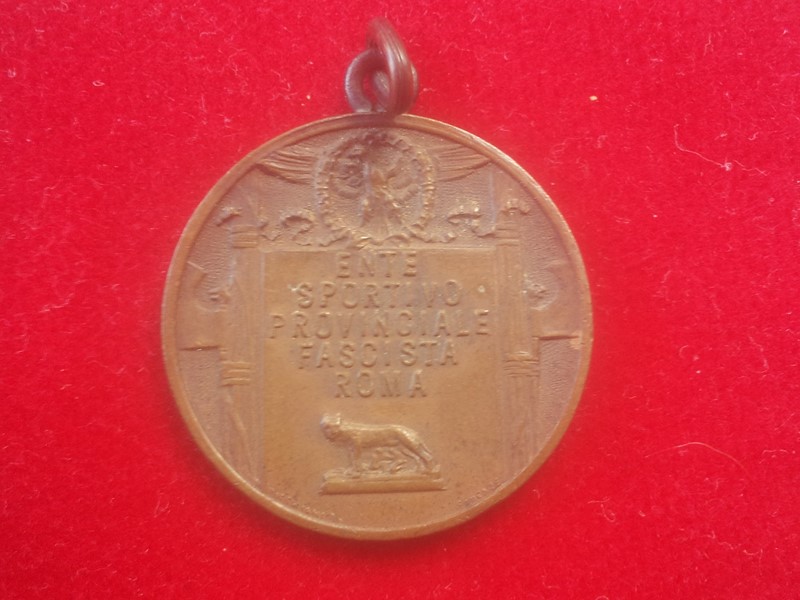 ENTE
SPORTIVO
PROVINCIALE
FASCISTA
ROMA